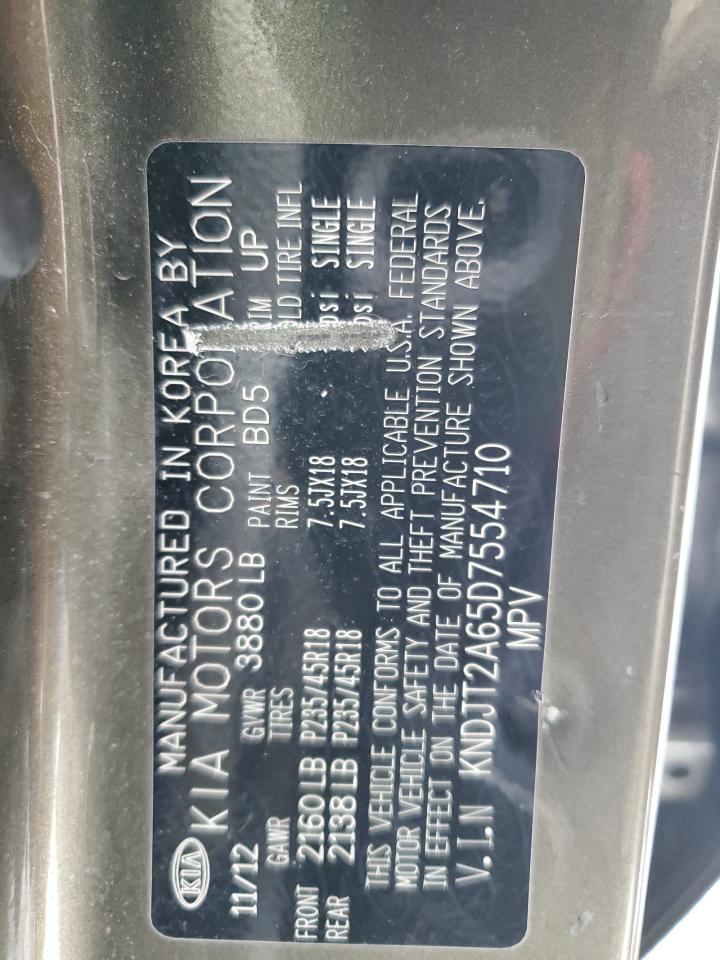 KIA
MANUFACTURED IN KOREA BY
KIA MOTORS CORPORATION
11/12 GVWR 3880 LB PAINT BD5 UP
GAWR TIRES RIMS TIRE INFL
FRONT 2160 LB P235/45R18 7.5JX18 psi SINGLE
REAR 2138 LB P235/45R18 7.5JX18 psi SINGLE
THIS VEHICLE CONFORMS TO ALL APPLICABLE U.S.A. FEDERAL
MOTOR VEHICLE SAFETY AND THEFT PREVENTION STANDARDS
IN EFFECT ON THE DATE OF MANUFACTURE SHOWN ABOVE.
V.I.N KNDJT2A65D7554710
MPV